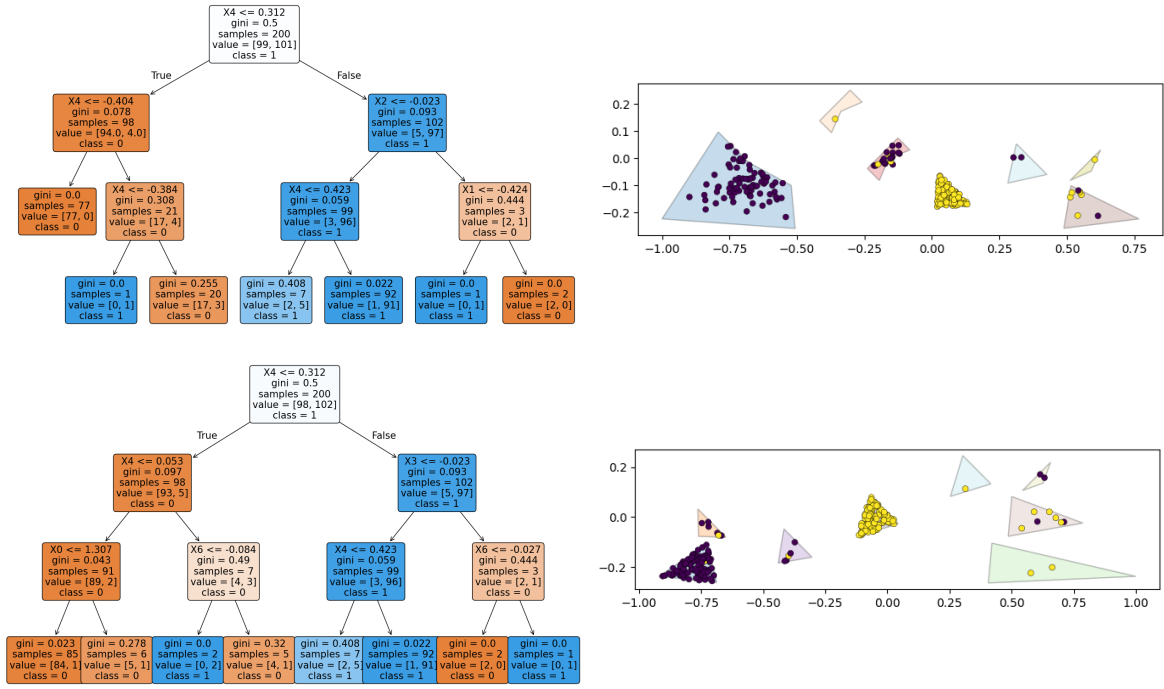 X4 <= 0.312
gini = 0.5
samples = 200
value = [99, 101]
class = 1
True
False
X4 <= -0.404
gini = 0.078
samples = 98
value = [94.0, 4.0]
class = 0
X2 <= -0.023
gini = 0.093
samples = 102
value = [5, 97]
class = 1
gini = 0.0
samples = 77
value = [77, 0]
class = 0
X4 <= -0.384
gini = 0.308
samples = 21
value = [17, 4]
class = 0
X4 <= 0.423
gini = 0.059
samples = 99
value = [3, 96]
class = 1
X1 <= -0.424
gini = 0.444
samples = 3
value = [2, 1]
class = 0
gini = 0.0
samples = 1
value = [0, 1]
class = 1
gini = 0.255
samples = 20
value = [17, 3]
class = 0
gini = 0.408
samples = 7
value = [2, 5]
class = 1
gini = 0.022
samples = 92
value = [1, 91]
class = 1
gini = 0.0
samples = 1
value = [0, 1]
class = 1
gini = 0.0
samples = 2
value = [2, 0]
class = 0
0.2
0.1
0.0
−0.1
−0.2
−1.00
−0.75
−0.50
−0.25
0.00
0.25
0.50
0.75
X4 <= 0.312
gini = 0.5
samples = 200
value = [98, 102]
class = 1
True
False
X4 <= 0.053
gini = 0.097
samples = 98
value = [93, 5]
class = 0
X3 <= -0.023
gini = 0.093
samples = 102
value = [5, 97]
class = 1
X0 <= 1.307
gini = 0.043
samples = 91
value = [89, 2]
class = 0
X6 <= -0.084
gini = 0.49
samples = 7
value = [4, 3]
class = 0
X4 <= 0.423
gini = 0.059
samples = 99
value = [3, 96]
class = 1
X6 <= -0.027
gini = 0.444
samples = 3
value = [2, 1]
class = 0
gini = 0.023
samples = 85
value = [84, 1]
class = 0
gini = 0.278
samples = 6
value = [5, 1]
class = 0
gini = 0.0
samples = 2
value = [0, 2]
class = 1
gini = 0.32
samples = 5
value = [4, 1]
class = 0
gini = 0.408
samples = 7
value = [2, 5]
class = 1
gini = 0.022
samples = 92
value = [1, 91]
class = 1
gini = 0.0
samples = 2
value = [2, 0]
class = 0
gini = 0.0
samples = 1
value = [0, 1]
class = 1
0.2
0.0
−0.2
−1.00
−0.75
−0.50
−0.25
0.00
0.25
0.50
0.75
1.00